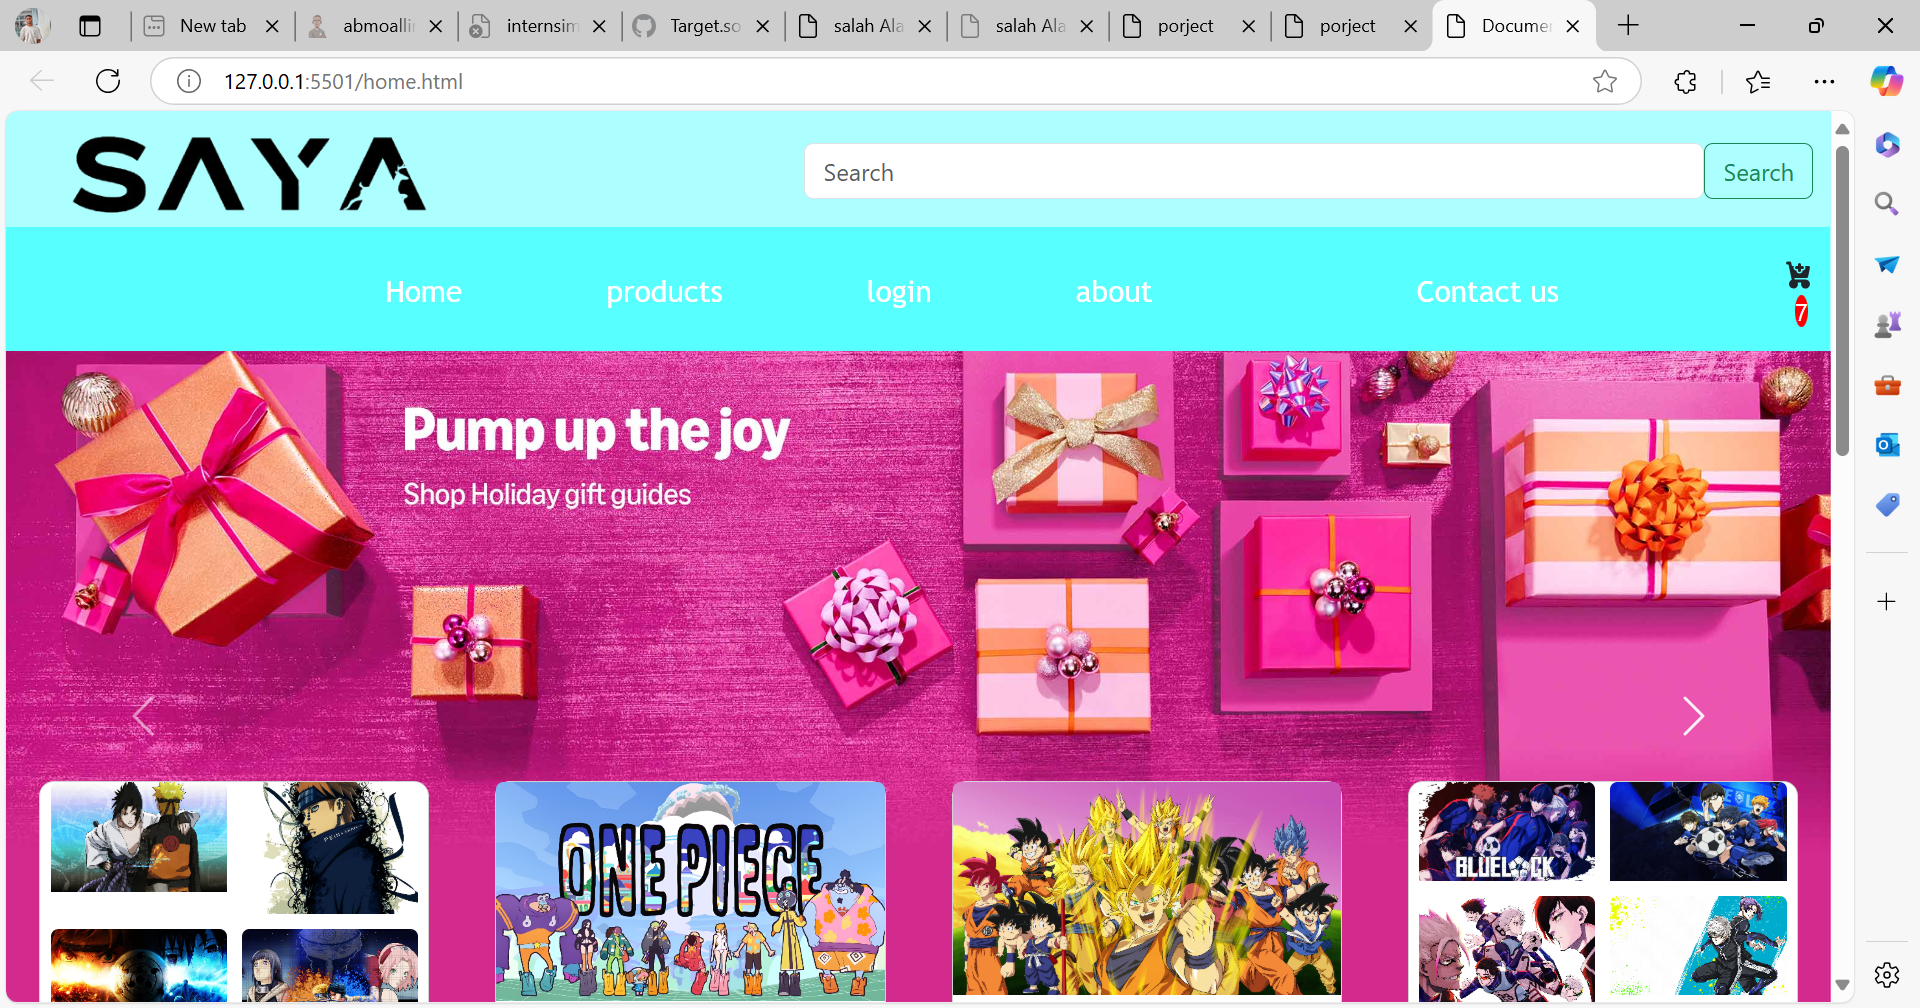 New tab
abmoallin
internsim
Target.so
salah Ala
salah Ala
porject
porject
Documen
127.0.0.1:5501/home.html
SAYA
Search
Search
Home
products
login
about
Contact us
7
Pump up the joy
Shop Holiday gift guides
ONE PIECE
BLUELOCK